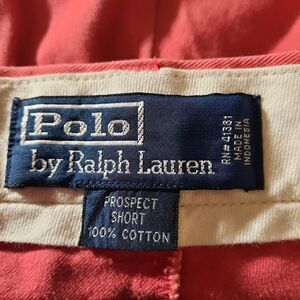 Polo
by Ralph Lauren
RN# 41381
MADE IN
INDONESIA
PROSPECT
SHORT
100% COTTON